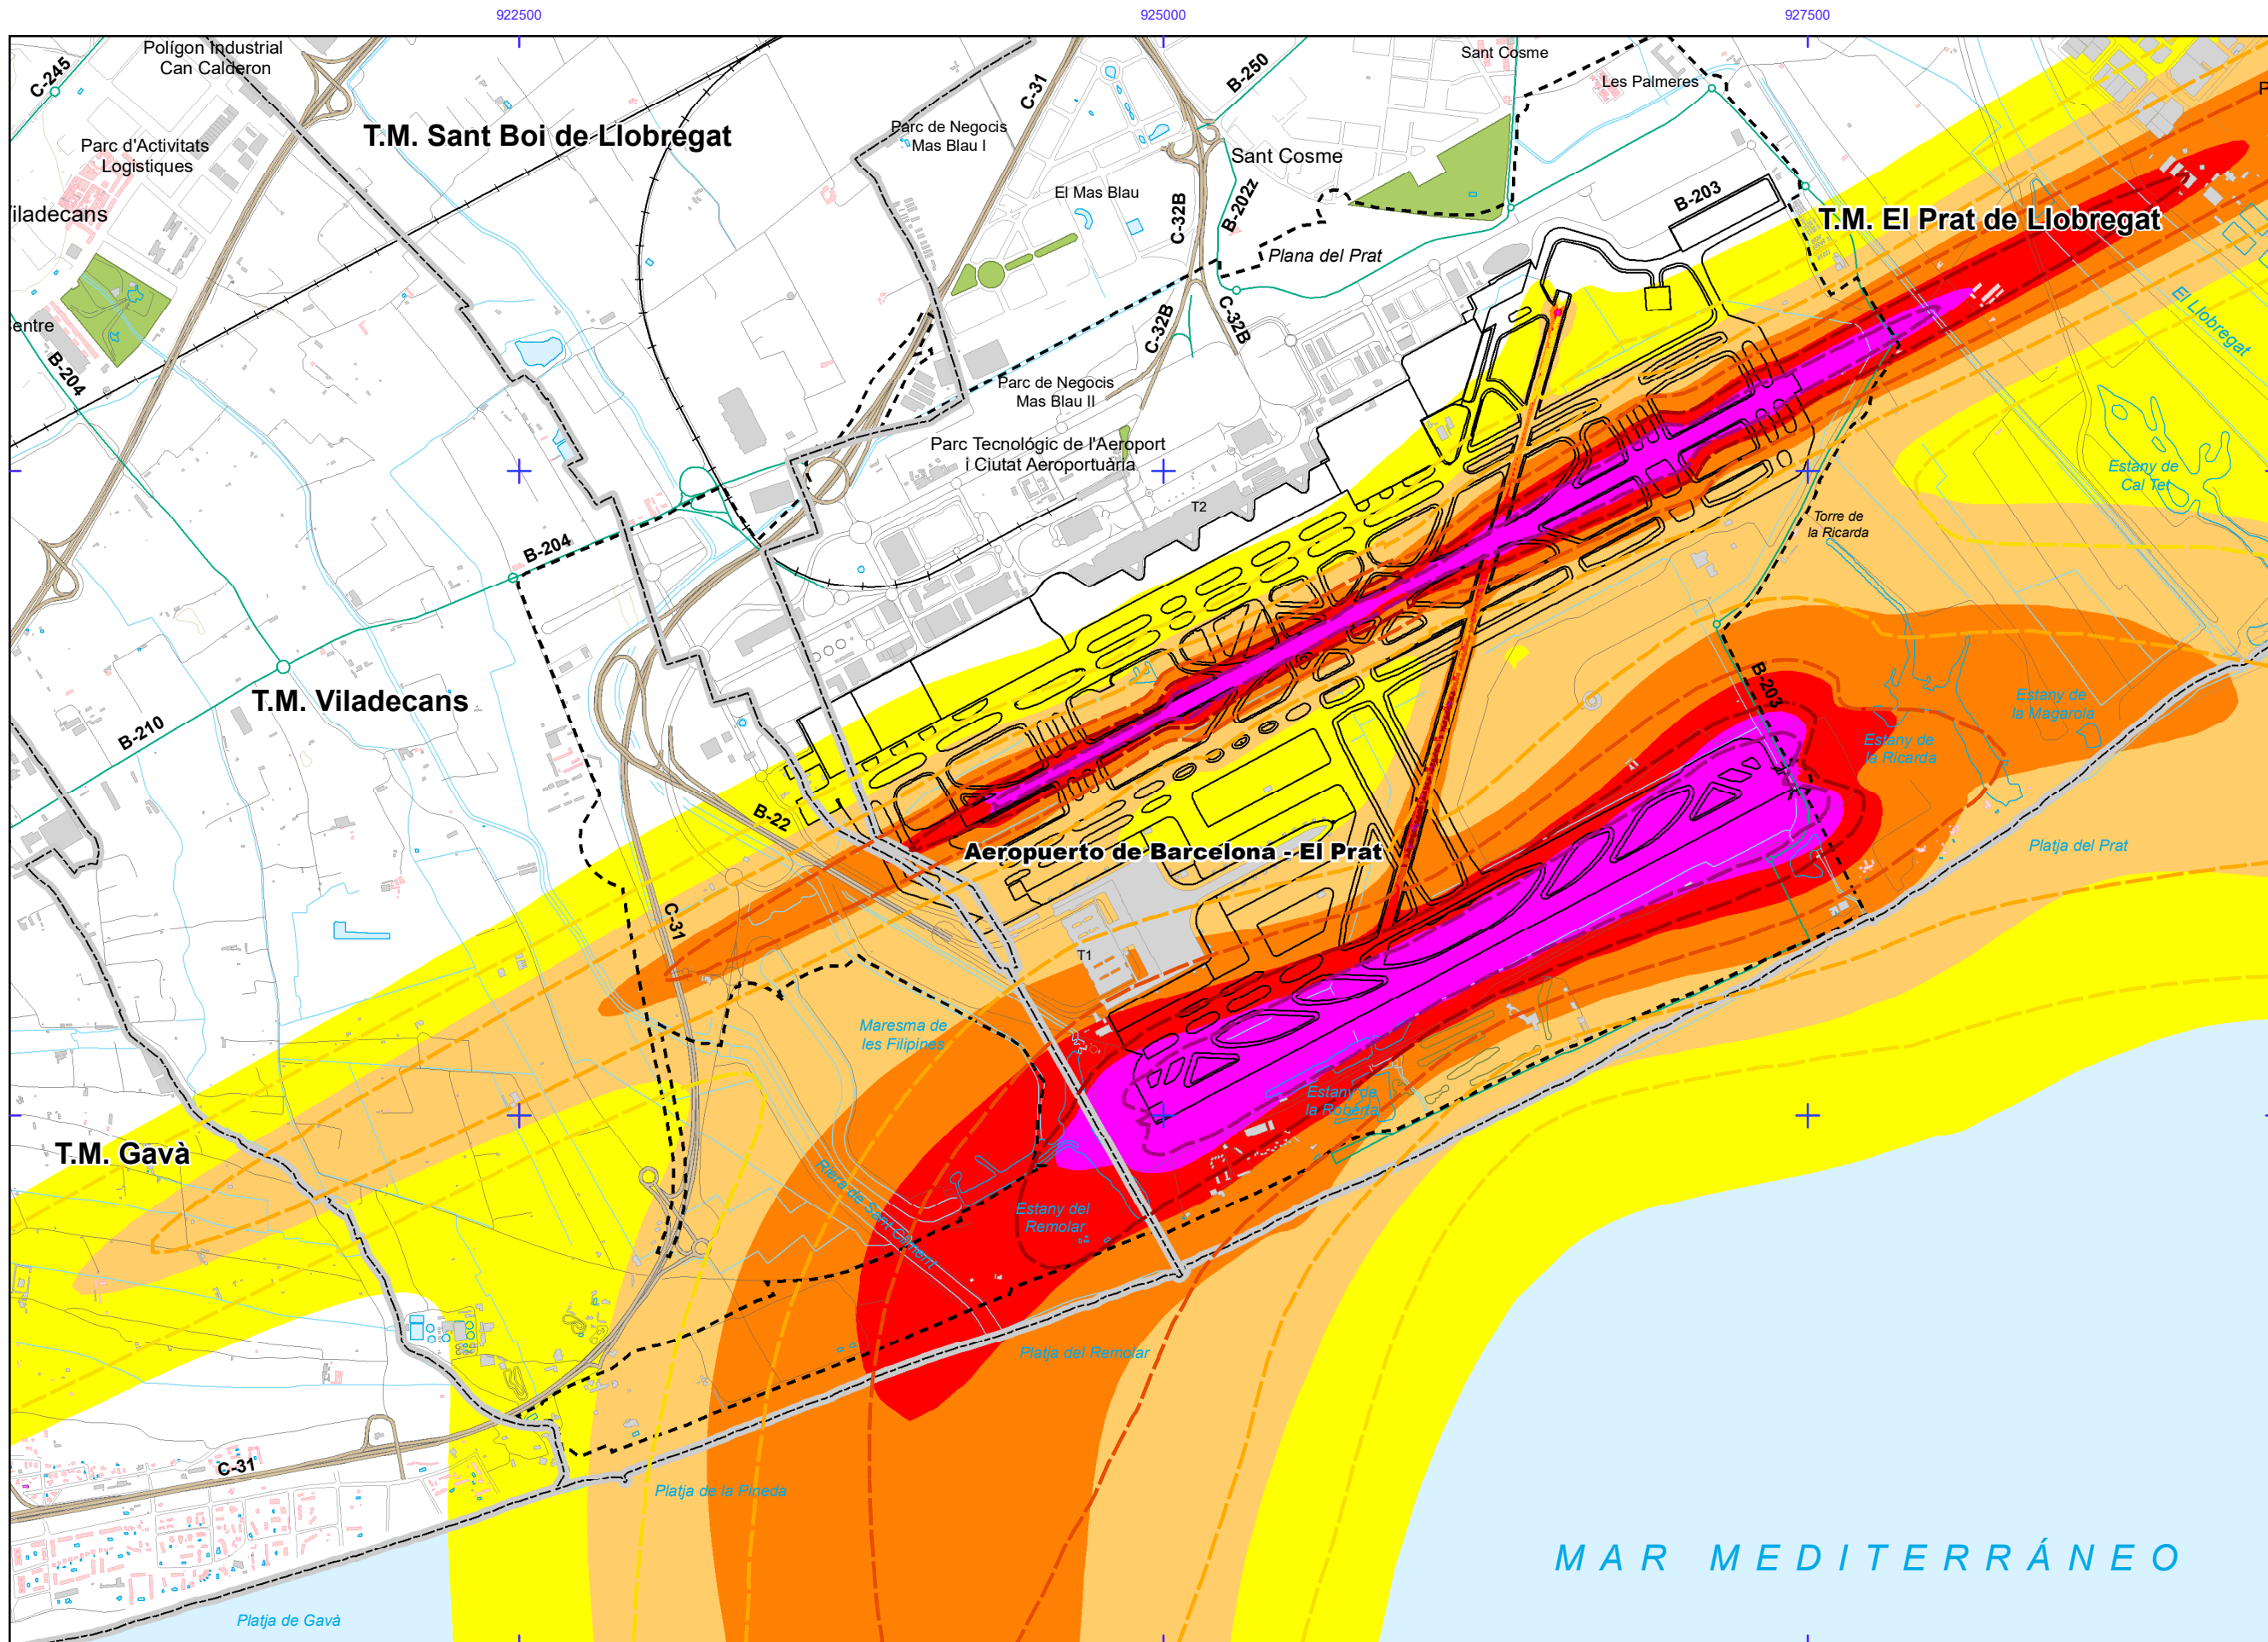 922500
925000
927500
Polígon Industrial
Can Calderon
C-245
Parc d'Activitats
Logístiques
T.M. Sant Boi de Llobregat
C-31
Parc de Negocis
Mas Blau I
B-250
Sant Cosme
Les Palmeres
P
Sant Cosme
El Mas Blau
C-32B
B-202z
B-203
T.M. El Prat de Llobregat
iladecans
Plana del Prat
El Llobregat
entre
B-204
C-32B
C-32B
Parc de Negocis
Mas Blau II
Parc Tecnológic de l'Aeroport
i Ciutat Aeroportuària
T2
Estany de
Cal Tet
Torre de
la Ricarda
B-204
T.M. Viladecans
B-210
B-203
Estany de
la Magarola
Estany de
la Ricarda
B-22
Aeropuerto de Barcelona - El Prat
Platja del Prat
C-31
T1
Maresma de
les Filipines
Estany de
la Roberta
T.M. Gavà
Riera de Sant Climent
Estany del
Remolar
Platja del Remolar
C-31
Platja de la Pineda
MAR MEDITERRÁNEO
Platja de Gavà